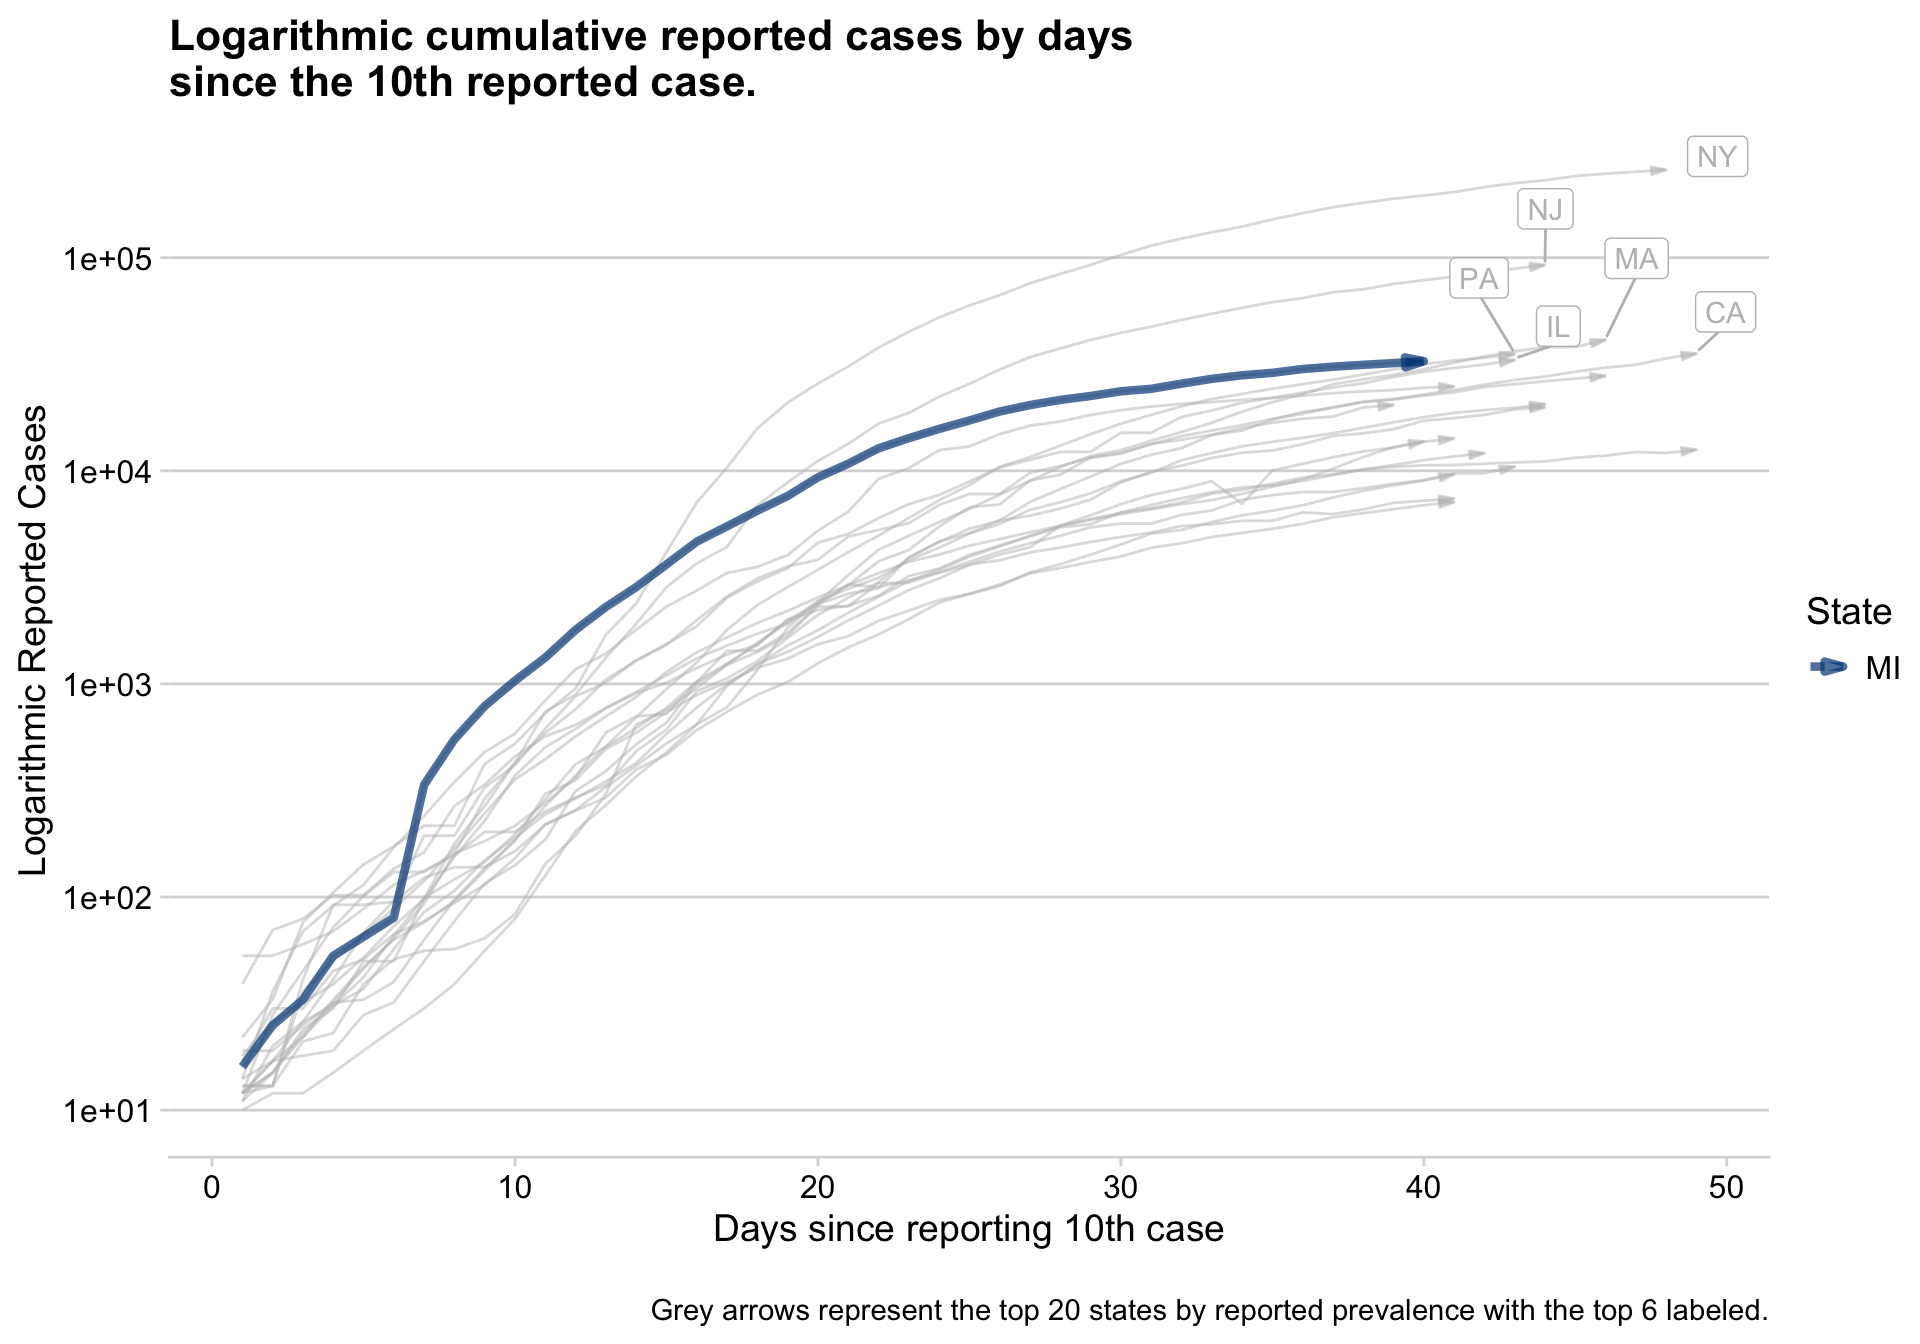 Logarithmic cumulative reported cases by days
since the 10th reported case.
NY
NJ
MA
PA
CA
IL
1e+05
1e+04
1e+03
1e+02
1e+01
Logarithmic Reported Cases
State
MI
0 10 20 30 40 50
Days since reporting 10th case
Grey arrows represent the top 20 states by reported prevalence with the top 6 labeled.